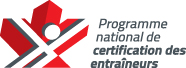 Programme
national de
certification des
entraîneurs